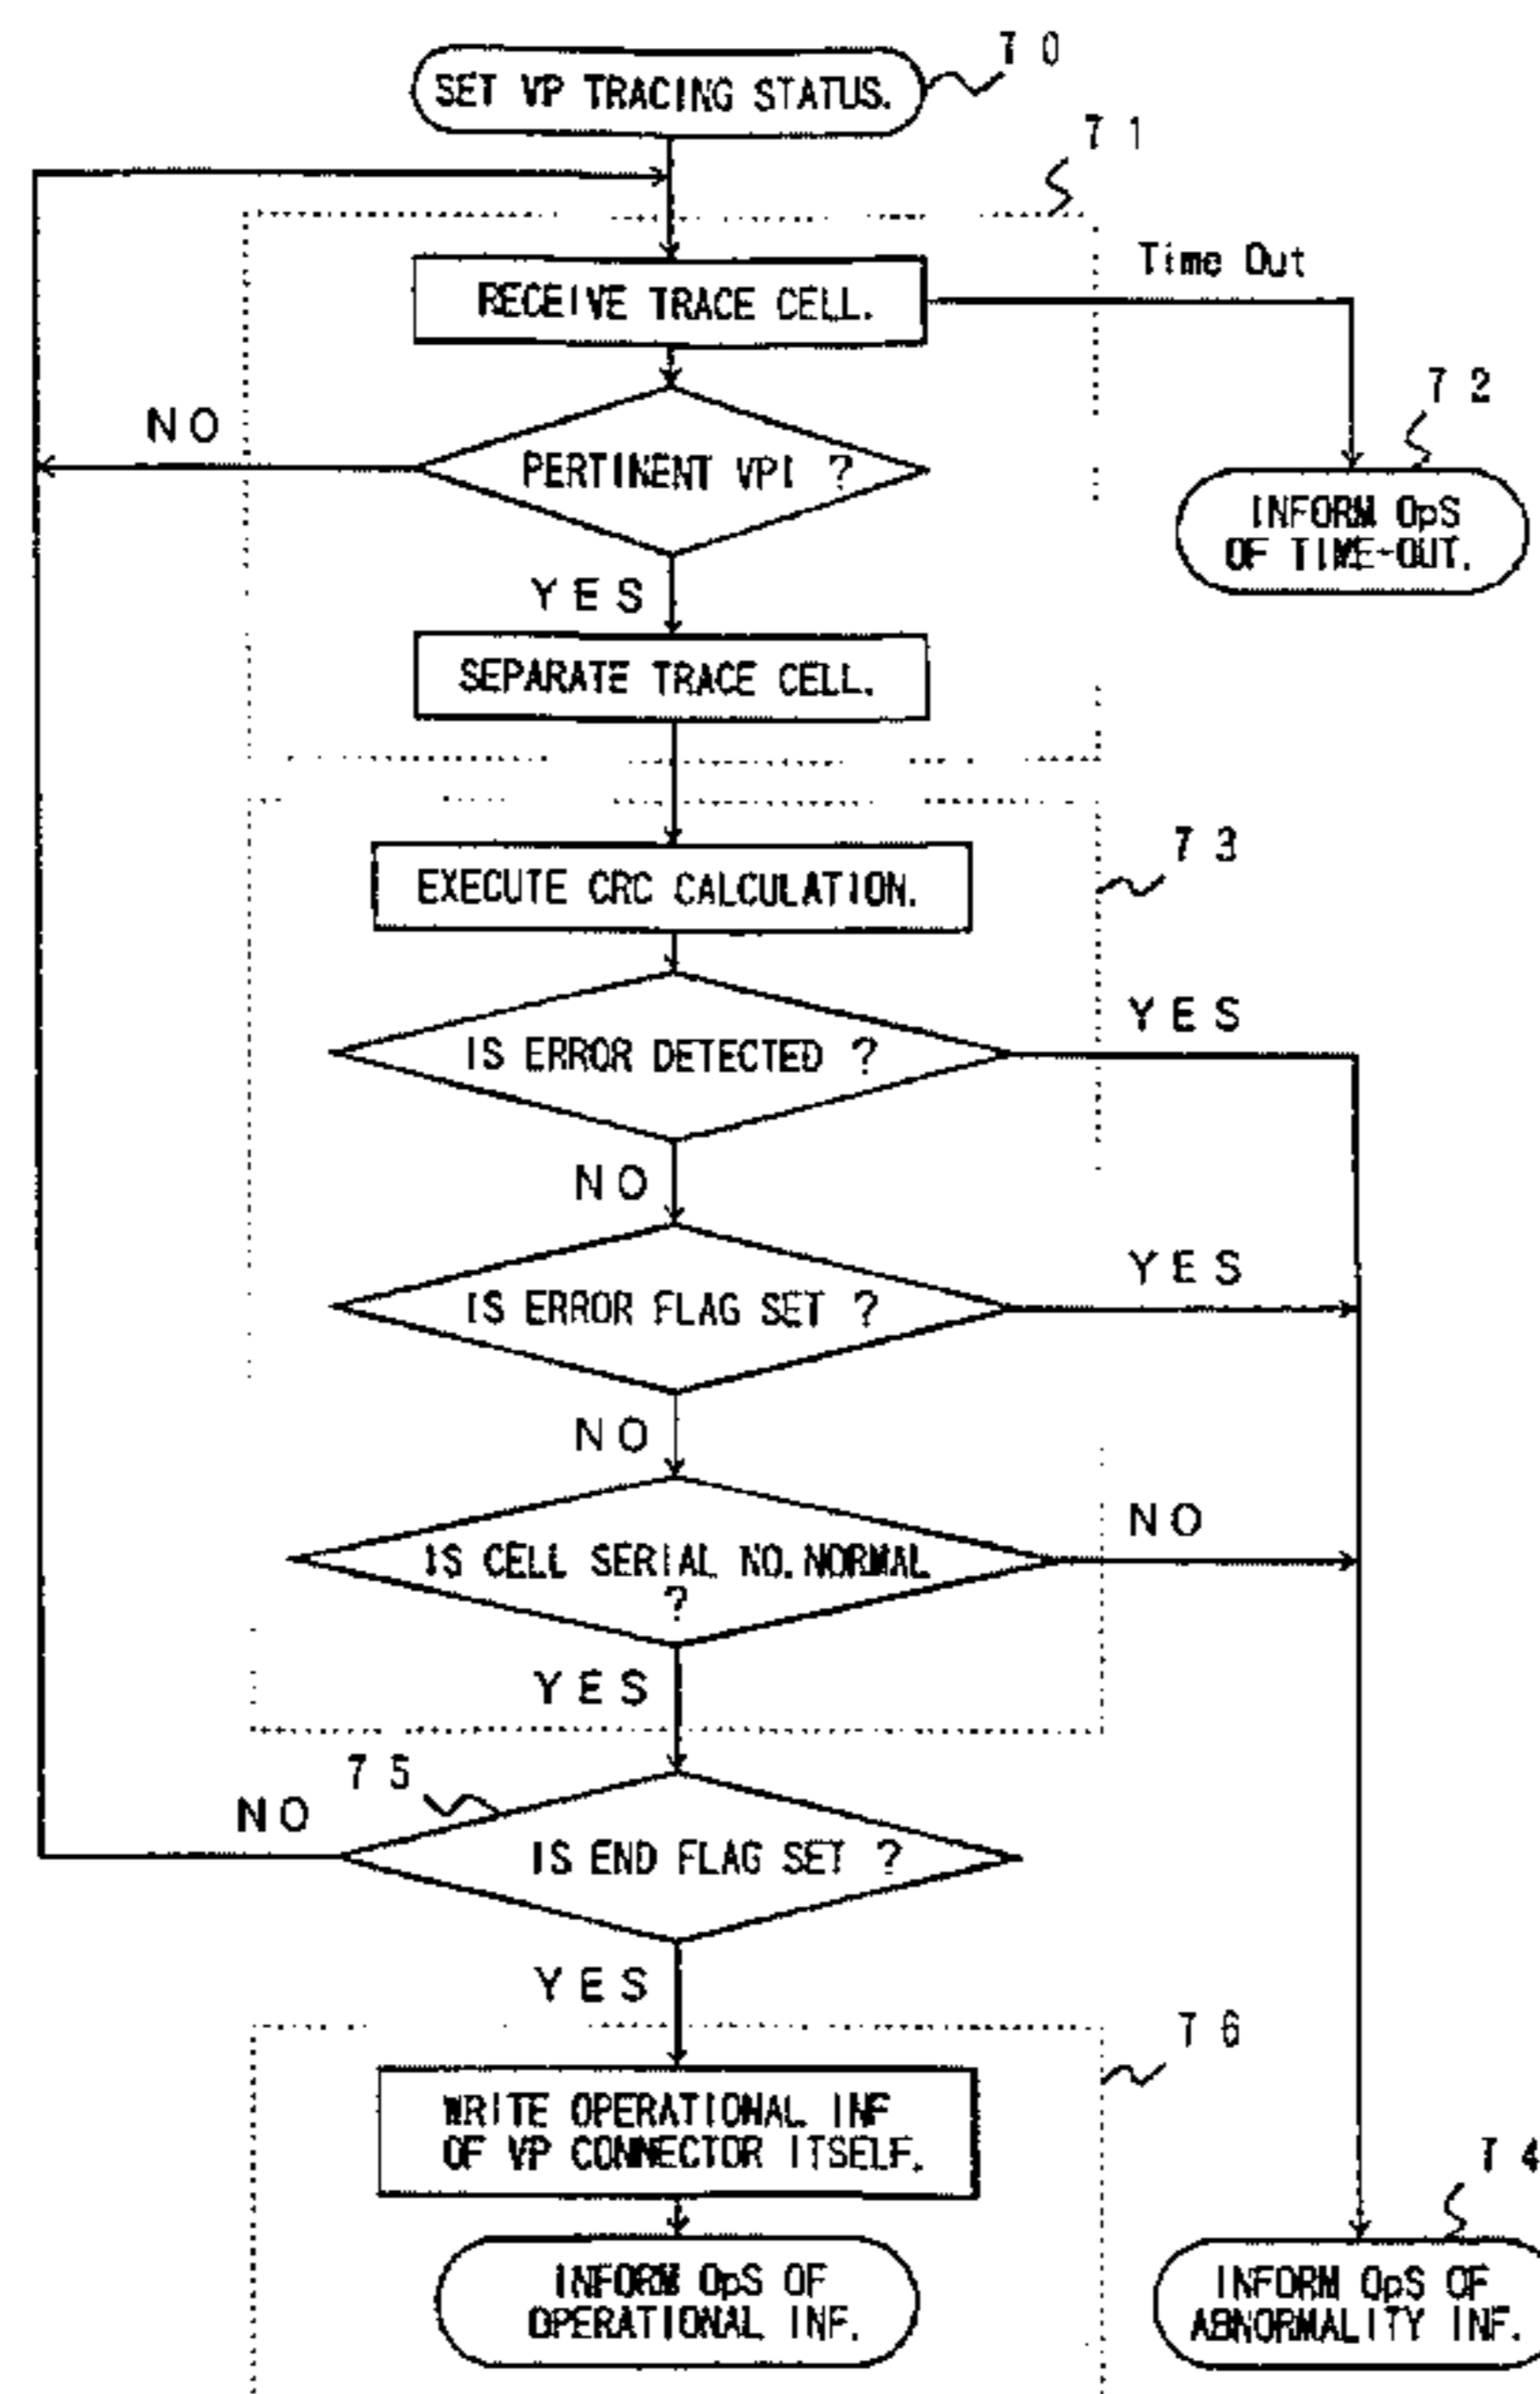 70
SET VP TRACING STATUS.
71
RECEIVE TRACE CELL.
Time Out
NO
PERTINENT VPI ?
72
INFORM OpS
OF TIME-OUT.
YES
SEPARATE TRACE CELL.
73
EXECUTE CRC CALCULATION.
IS ERROR DETECTED ?
YES
NO
IS ERROR FLAG SET ?
YES
NO
IS CELL SERIAL NO. NORMAL
?
NO
YES
75
NO
IS END FLAG SET ?
YES
76
WRITE OPERATIONAL INF
OF VP CONNECTOR ITSELF.
74
INFORM OpS OF
OPERATIONAL INF.
INFORM OpS OF
ABNORMALITY INF.